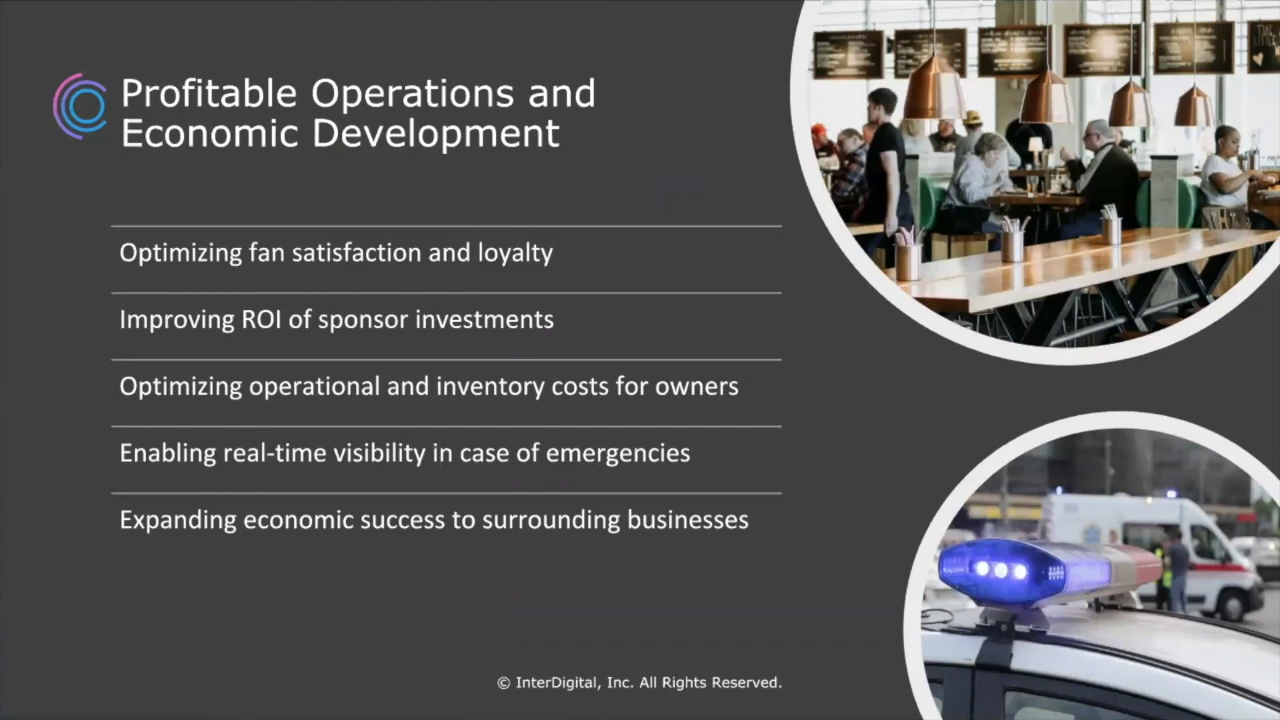 Profitable Operations and
Economic Development
Optimizing fan satisfaction and loyalty
Improving ROI of sponsor investments
Optimizing operational and inventory costs for owners
Enabling real-time visibility in case of emergencies
Expanding economic success to surrounding businesses
© InterDigital, Inc. All Rights Reserved.